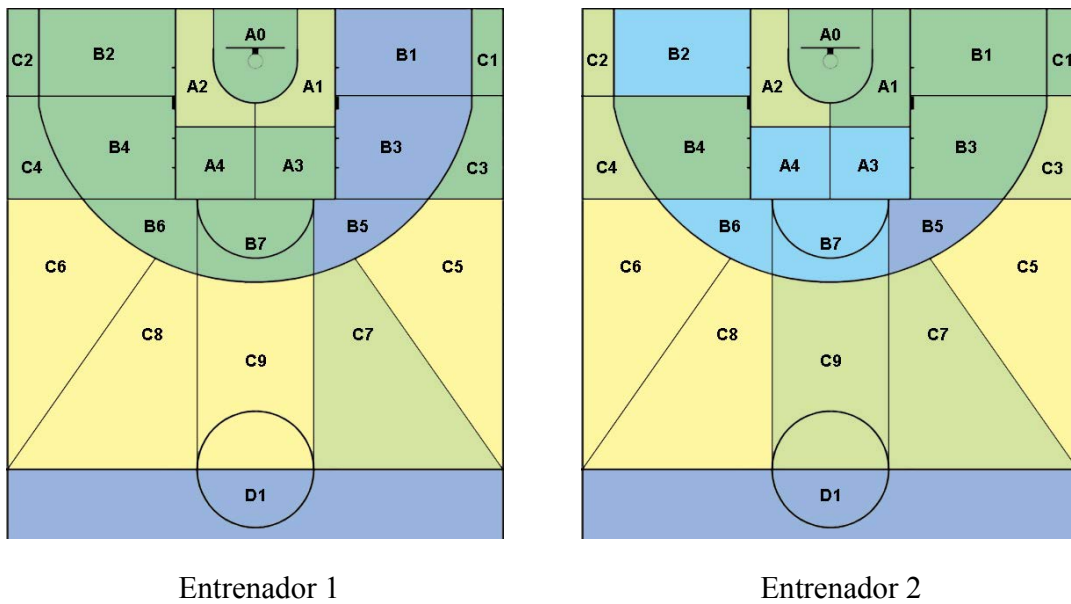 A0
A0
C2
B2
B1
C1
A2
A1
C2
B2
B1
C1
A2
A1
C4
B4
A4
A3
B3
C3
C4
B4
A4
A3
B3
C3
B6
B7
B5
B6
B7
B5
C6
C5
C6
C5
C8
C9
C7
C8
C9
C7
D1
D1
Entrenador 1
Entrenador 2